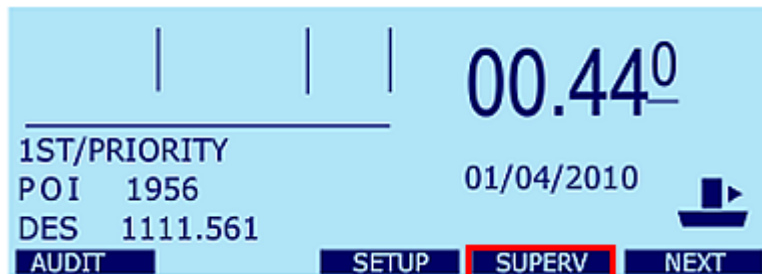 00.440
1ST/PRIORITY
POI 1956
01/04/2010
DES 1111.561
AUDIT SETUP SUPERV NEXT